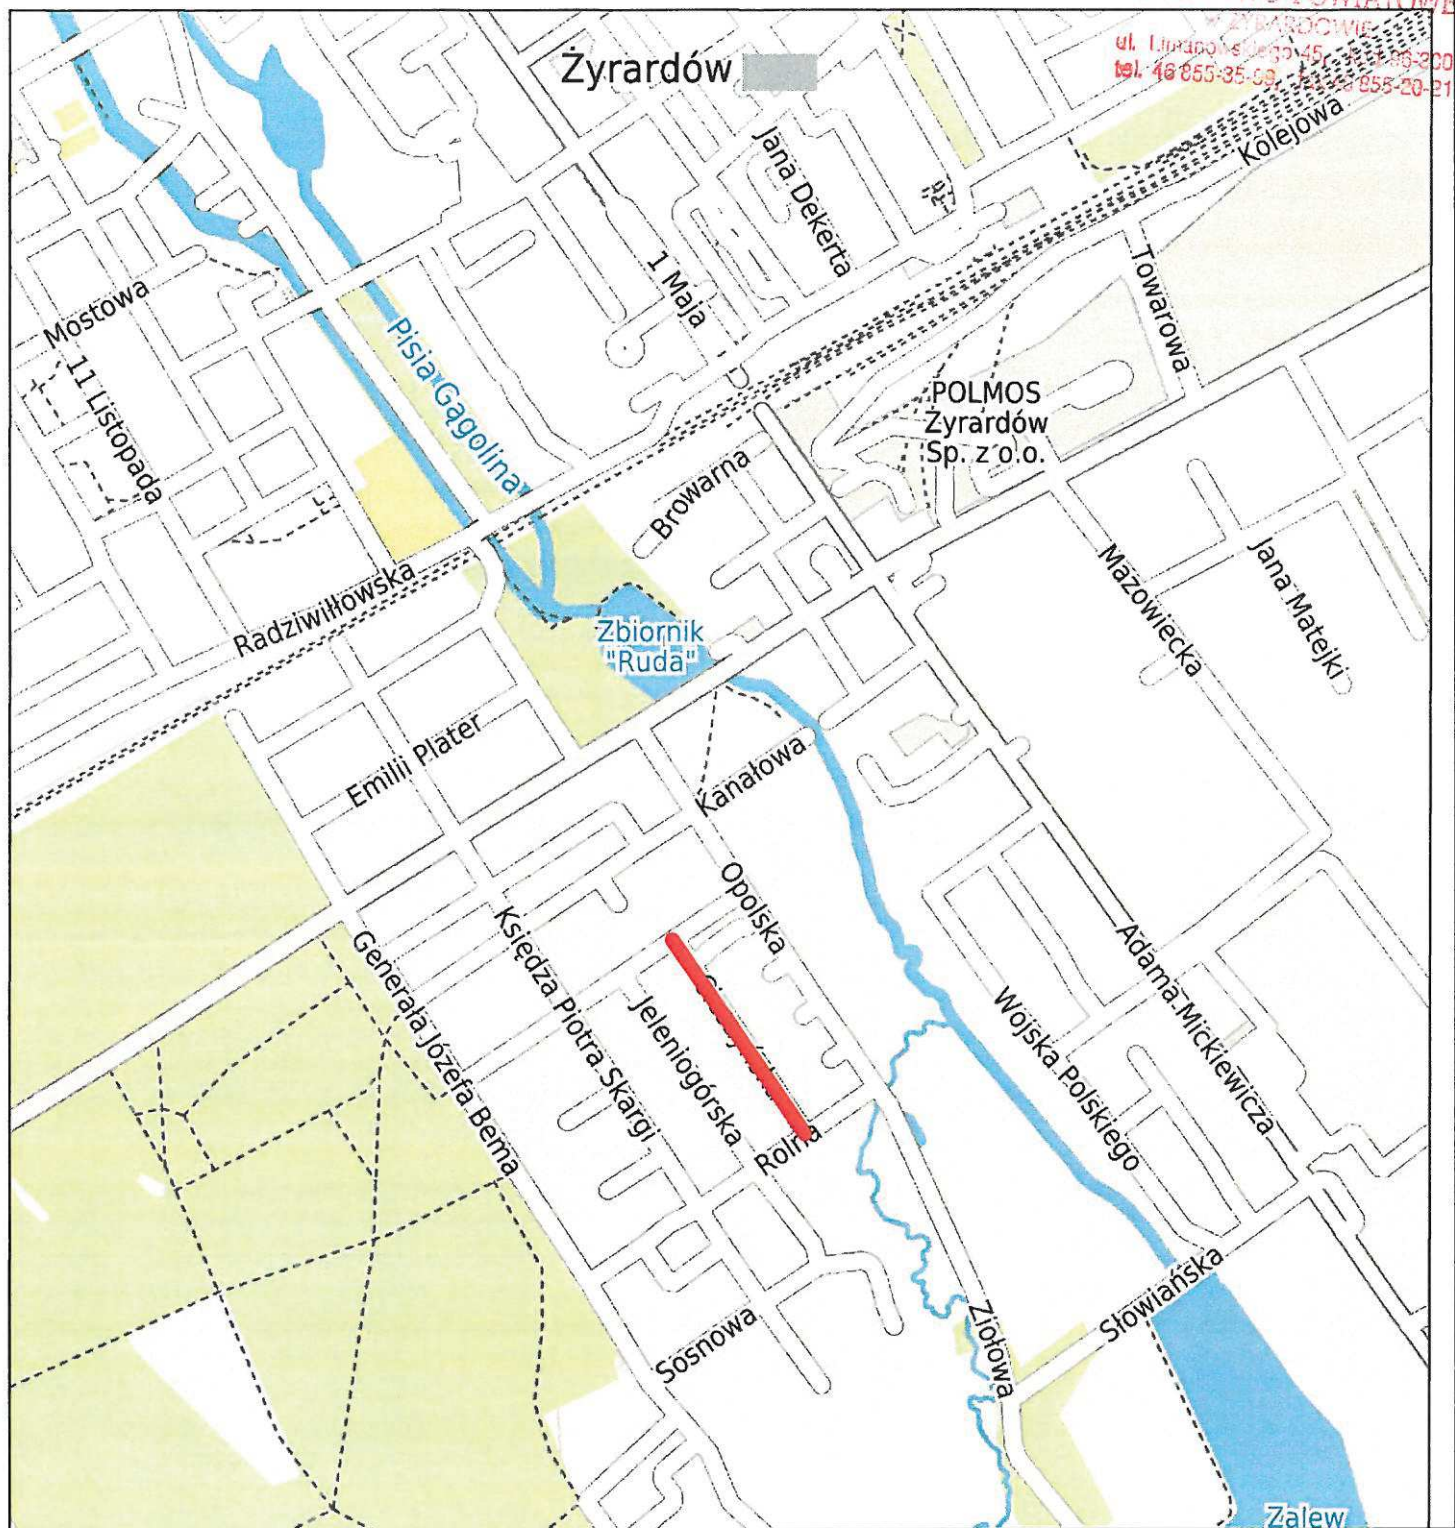 W ŻYRARDOWIE
Żyrardów
Kolejowa
Jana Dekerta
Towarowa
1 Maja
Mostowa
11 Listopada
Pisia Gągolina
POLMOS
Żyrardów
Sp. z o.o.
Browarna
Radziwiłłowska
Zbiornik
"Ruda"
Mazowiecka
Jana Matejki
Emilii Plater
Kanałowa
Opolska
Księdza Piotra Skargi
Generała Józefa Bema
Jeleniogórska
Rolna
Wojska Polskiego
Adama Mickiewicza
Słowiańska
Sosnowa
Ziołowa
Zalew